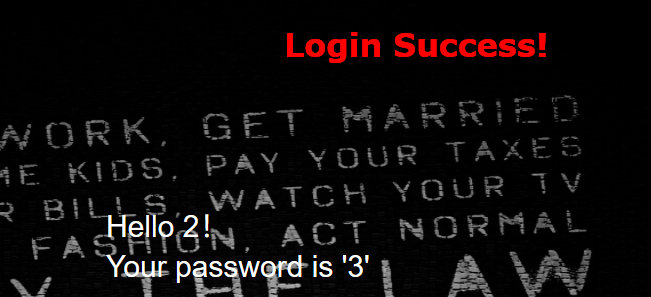 Login Success!
WORK, GET MARRIED
ME KIDS, PAY YOUR TAXES
R BILLS, WATCH YOUR TV
FASHION, ACT NORMAL
Hello 2!
Your password is '3'
THE LAW